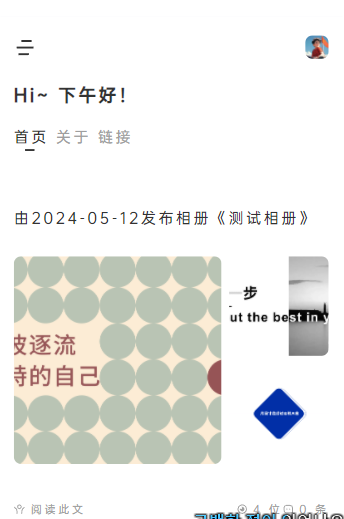 Hi~ 下午好！
首页 关于 链接
由2024-05-12发布相册《测试相册》
逐流
的自己
一步
ut the best in y
阅读此文
4 位 0 条